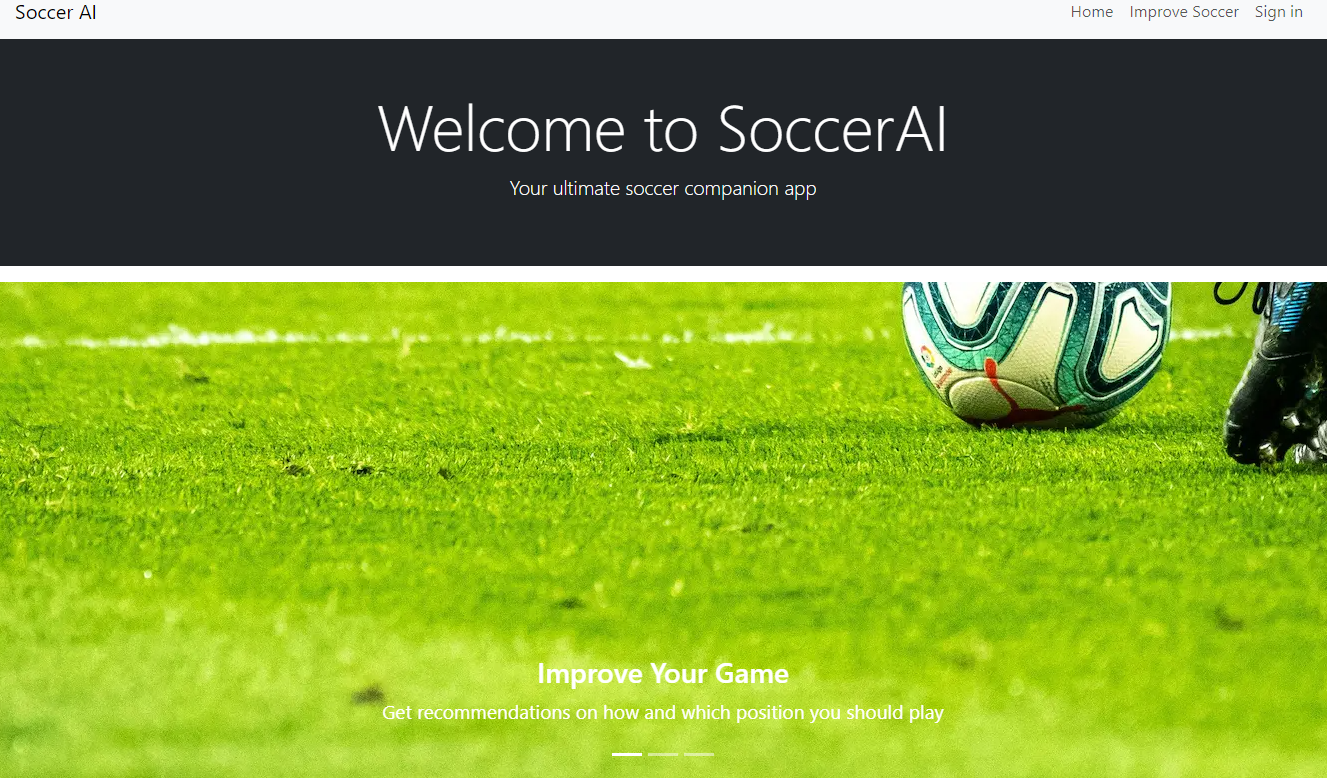 Soccer AI
Home Improve Soccer Sign in
Welcome to SoccerAI
Your ultimate soccer companion app
Improve Your Game
Get recommendations on how and which position you should play